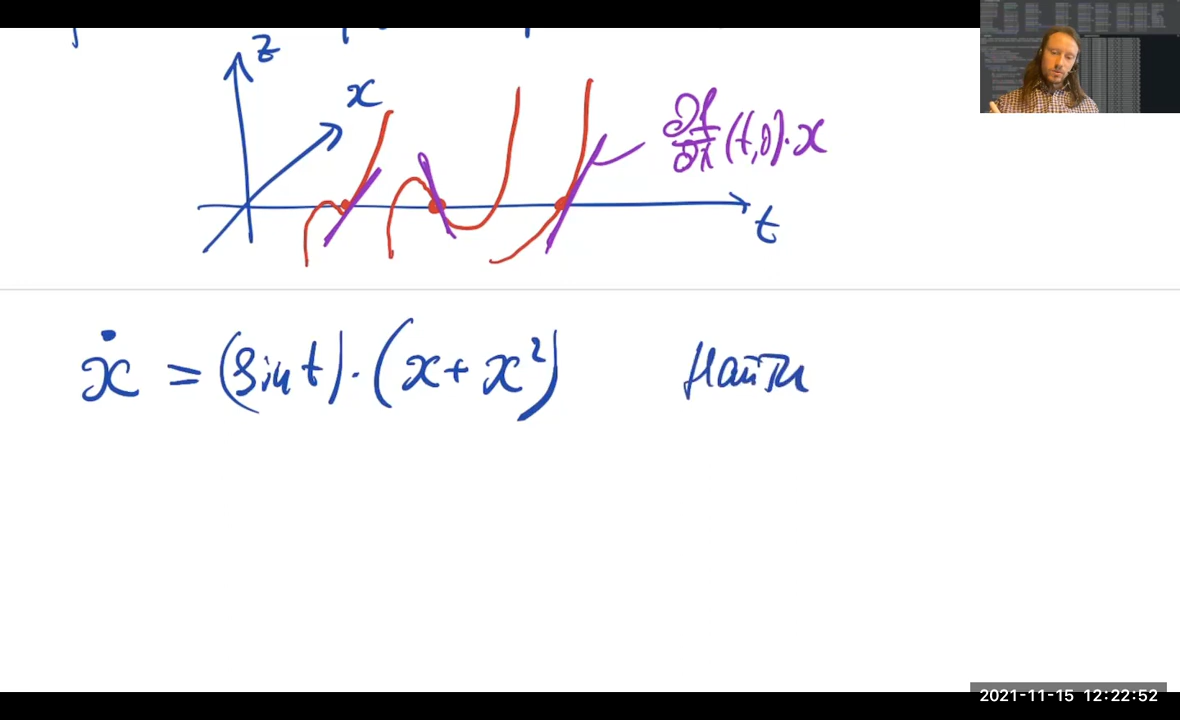 z
x
∂f/∂x (t,0)·x
t
ẋ = (sin t)·(x + x²) Найти
2021-11-15 12:22:52